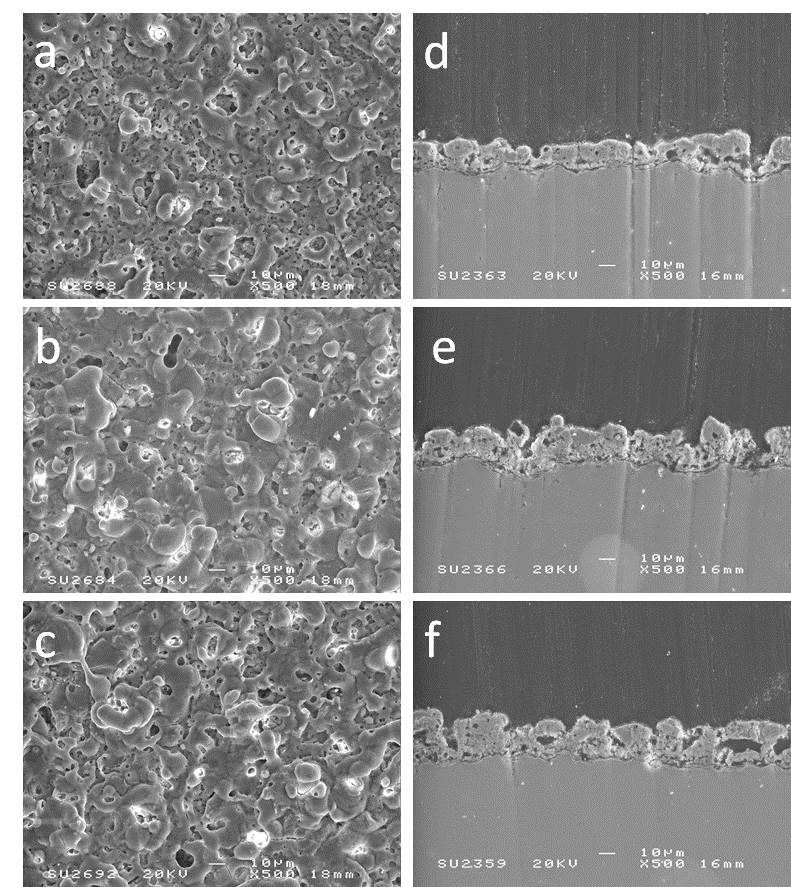 a
10µm
SU2688 20KV X500 18mm
d
10µm
SU2363 20KV X500 16mm
b
10µm
SU2684 20KV X500 18mm
e
10µm
SU2366 20KV X500 16mm
c
10µm
SU2692 20KV X500 18mm
f
10µm
SU2359 20KV X500 16mm